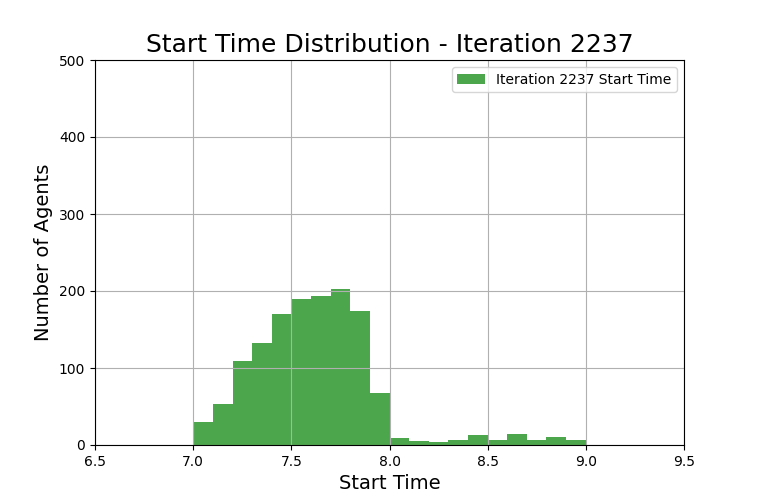 Start Time Distribution - Iteration 2237
500
400
300
200
100
0
Number of Agents
Iteration 2237 Start Time
6.5 7.0 7.5 8.0 8.5 9.0 9.5
Start Time